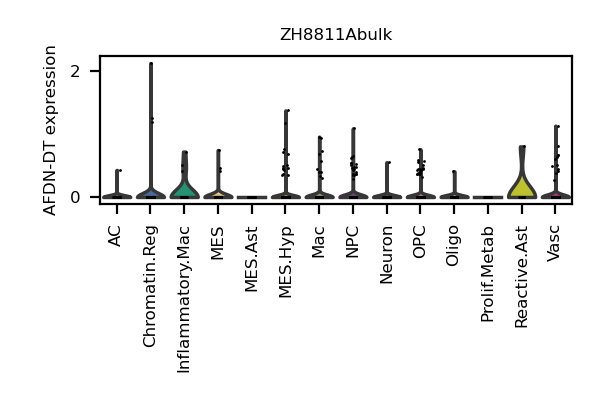 ZH8811Abulk
AFDN-DT expression
2
0
AC
Chromatin.Reg
Inflammatory.Mac
MES
MES.Ast
MES.Hyp
Mac
NPC
Neuron
OPC
Oligo
Prolif.Metab
Reactive.Ast
Vasc